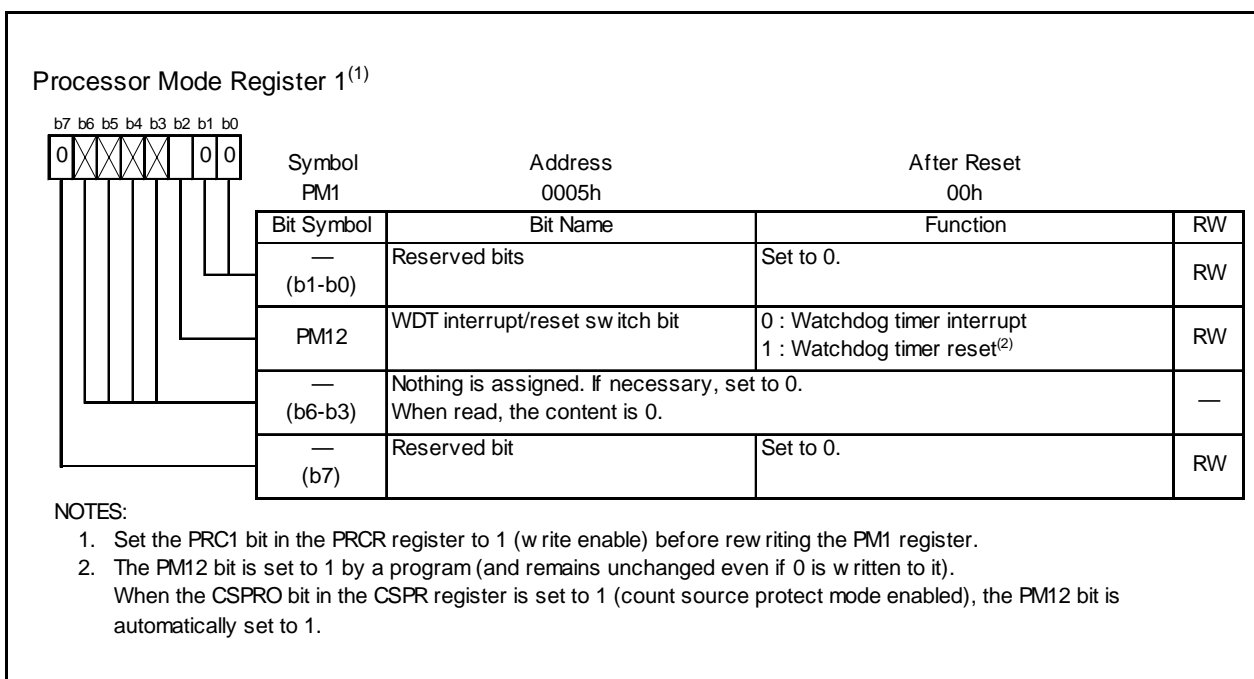 Processor Mode Register 1(1)
b7 b6 b5 b4 b3 b2 b1 b0
0 0 0
Symbol Address After Reset
PM1 0005h 00h
Bit Symbol Bit Name Function RW
— (b1-b0) Reserved bits Set to 0. RW
PM12 WDT interrupt/reset switch bit 0 : Watchdog timer interrupt RW
1 : Watchdog timer reset(2)
— (b6-b3) Nothing is assigned. If necessary, set to 0. —
When read, the content is 0.
— (b7) Reserved bit Set to 0. RW
NOTES:
1. Set the PRC1 bit in the PRCR register to 1 (write enable) before rewriting the PM1 register.
2. The PM12 bit is set to 1 by a program (and remains unchanged even if 0 is written to it).
When the CSPRO bit in the CSPR register is set to 1 (count source protect mode enabled), the PM12 bit is
automatically set to 1.